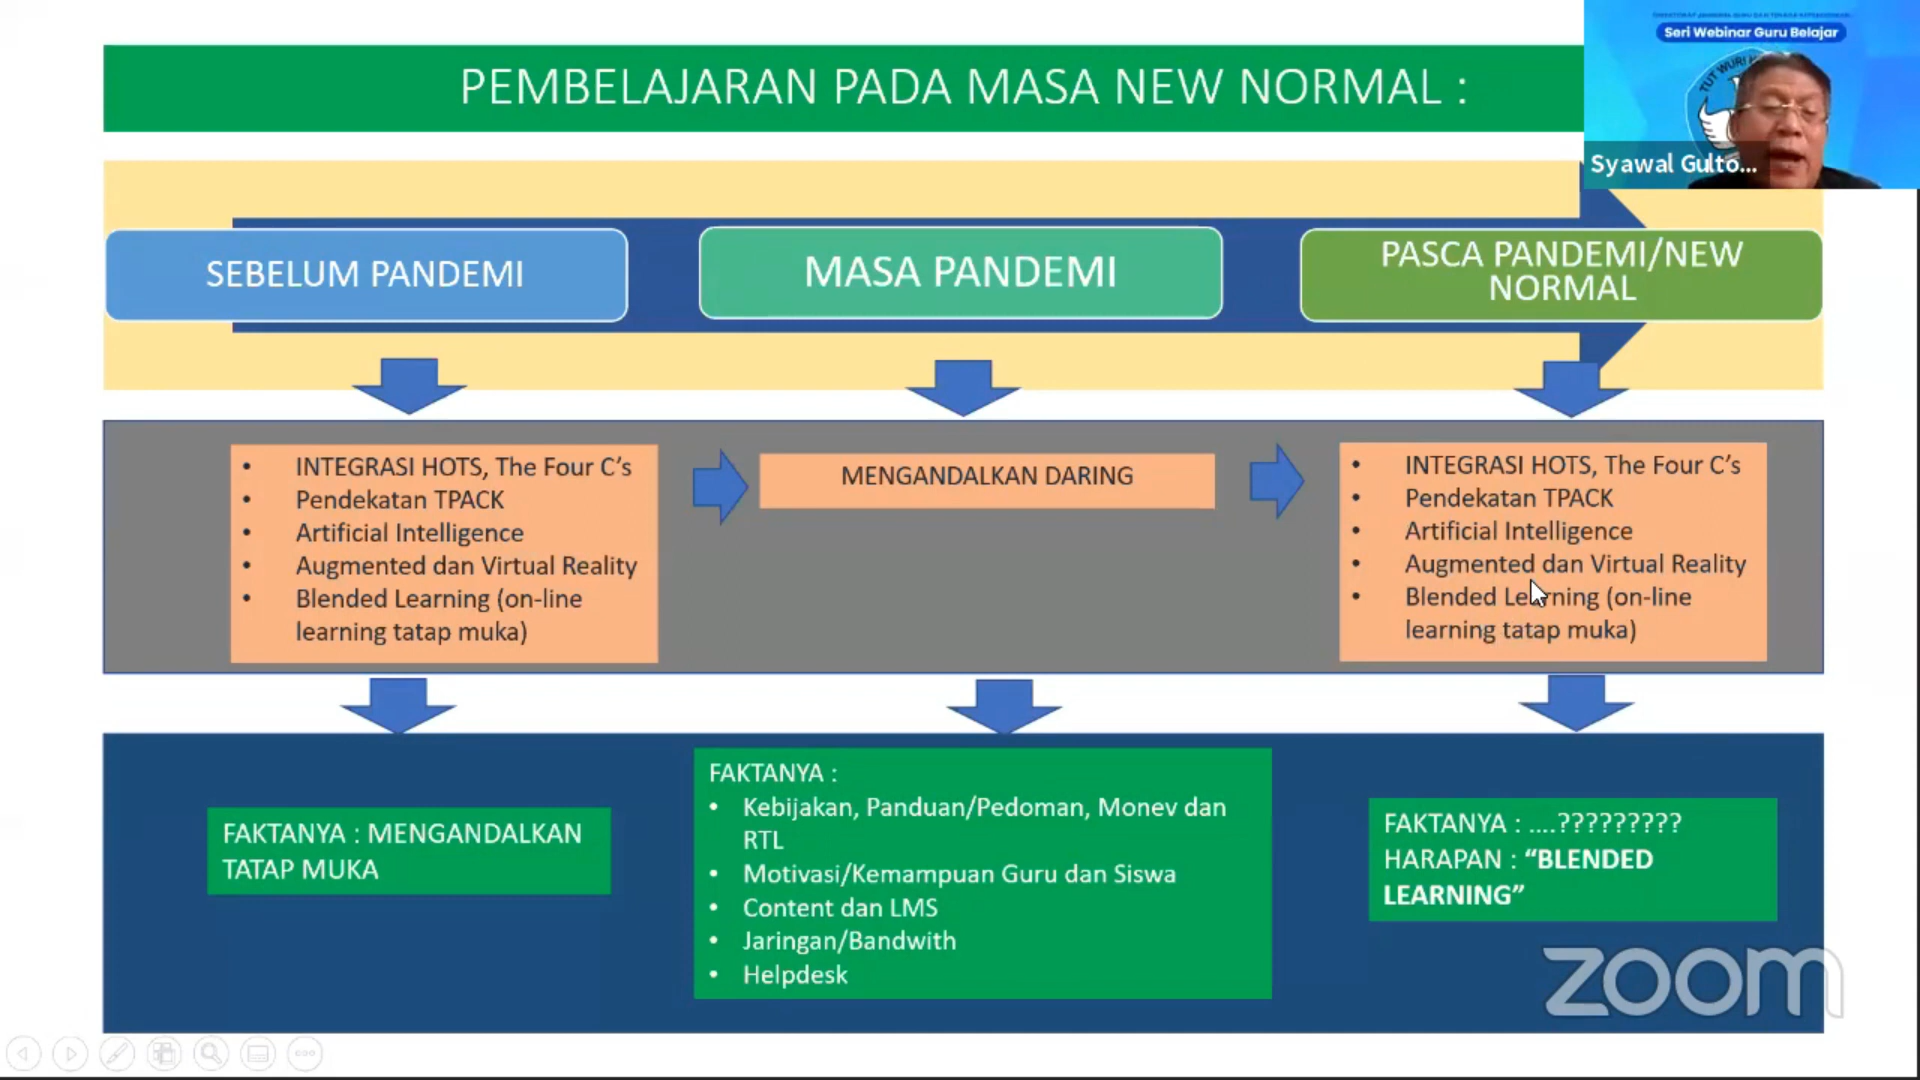 PEMBELAJARAN PADA MASA NEW NORMAL :
Seri Webinar Guru Belajar
TUT WURI
Syawal Gulto...
SEBELUM PANDEMI
MASA PANDEMI
PASCA PANDEMI/NEW
NORMAL
• INTEGRASI HOTS, The Four C’s
• Pendekatan TPACK
• Artificial Intelligence
• Augmented dan Virtual Reality
• Blended Learning (on-line
learning tatap muka)
MENGANDALKAN DARING
• INTEGRASI HOTS, The Four C’s
• Pendekatan TPACK
• Artificial Intelligence
• Augmented dan Virtual Reality
• Blended Learning (on-line
learning tatap muka)
FAKTANYA : MENGANDALKAN
TATAP MUKA
FAKTANYA :
• Kebijakan, Panduan/Pedoman, Monev dan
RTL
• Motivasi/Kemampuan Guru dan Siswa
• Content dan LMS
• Jaringan/Bandwith
• Helpdesk
FAKTANYA : ....?????????
HARAPAN : “BLENDED
LEARNING”
zoom